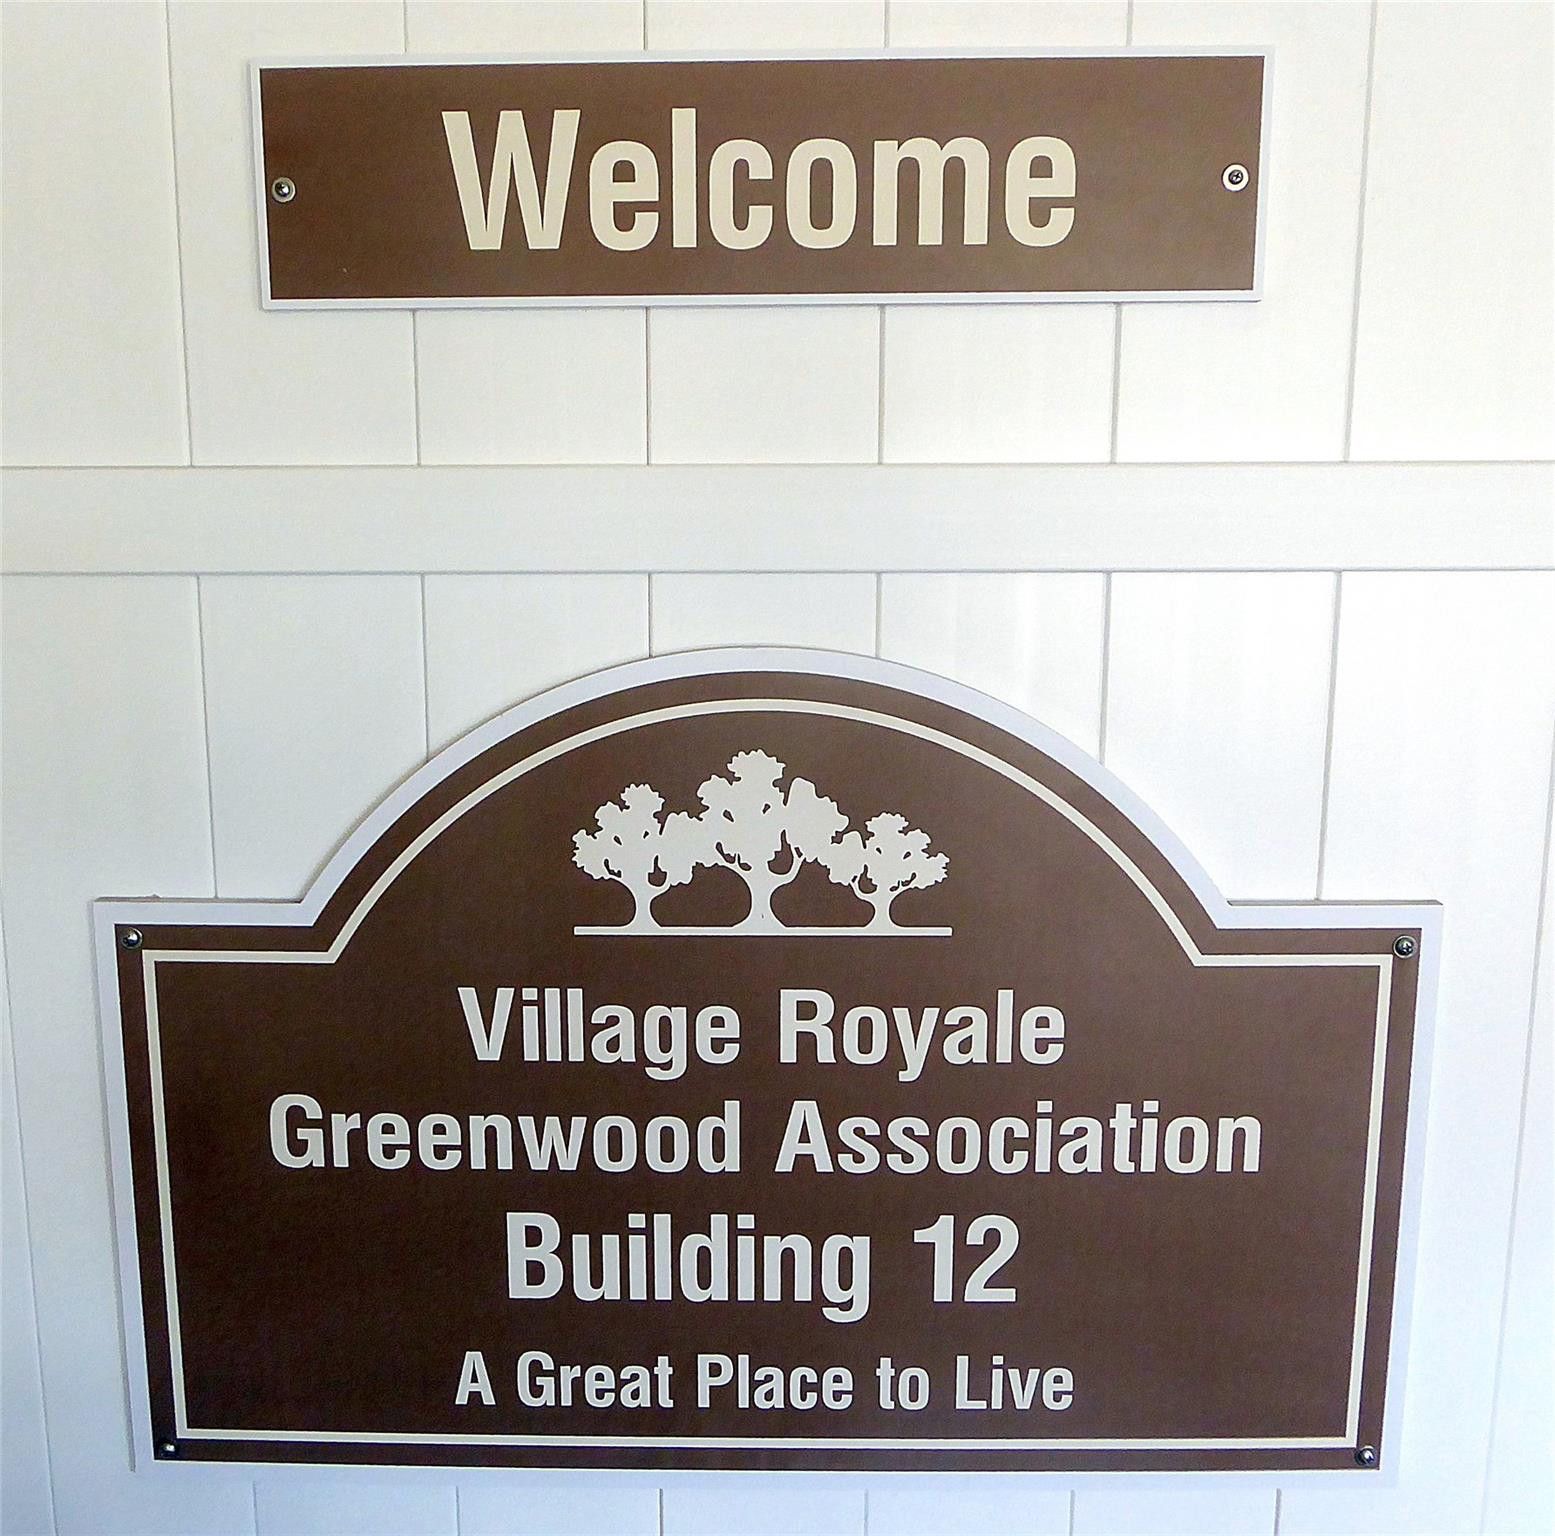 Welcome
Village Royale
Greenwood Association
Building 12
A Great Place to Live